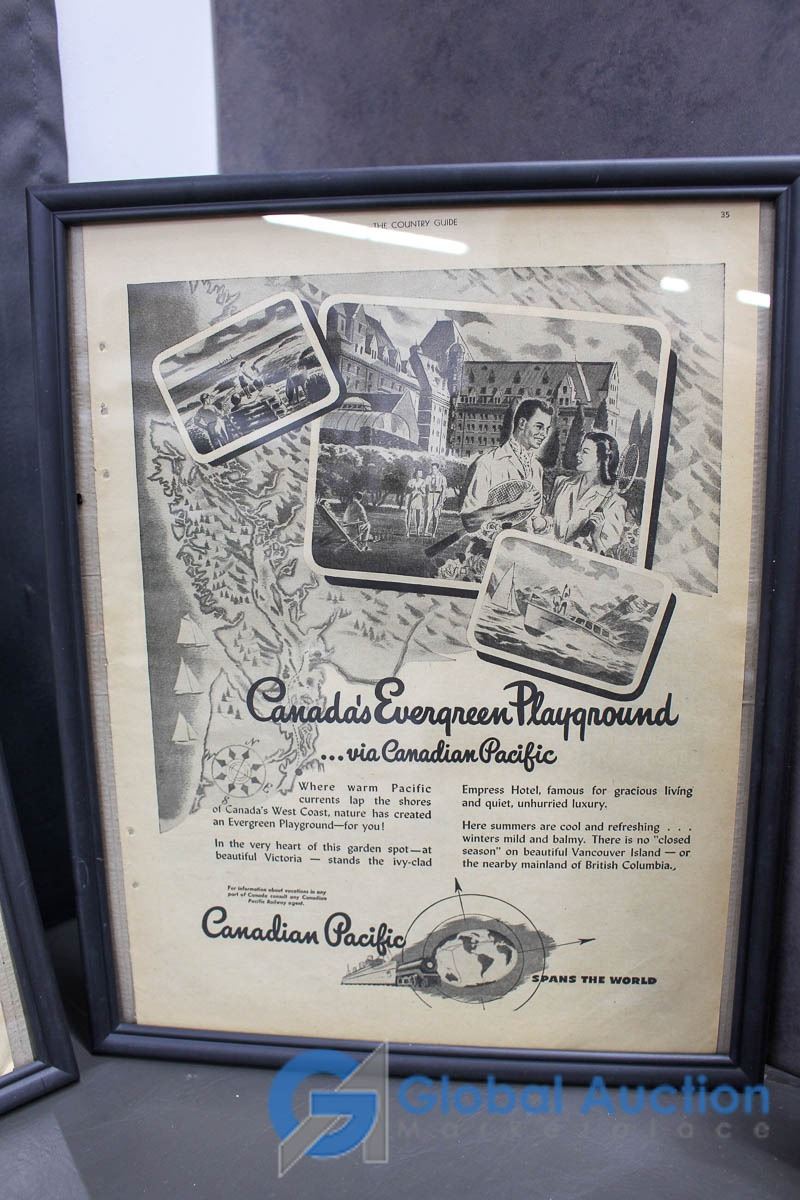 THE COUNTRY GUIDE
35
Canada's Evergreen Playground
...via Canadian Pacific
Where warm Pacific
currents lap the shores
of Canada's West Coast, nature has created
an Evergreen Playground—for you!
In the very heart of this garden spot—at
beautiful Victoria — stands the ivy-clad
Empress Hotel, famous for gracious living
and quiet, unhurried luxury.
Here summers are cool and refreshing . . .
winters mild and balmy. There is no "closed
season" on beautiful Vancouver Island — or
the nearby mainland of British Columbia.
For information about vacations in any
part of Canada consult any Canadian
Pacific Railway agent.
Canadian Pacific
SPANS THE WORLD
Global Auction
Marketplace